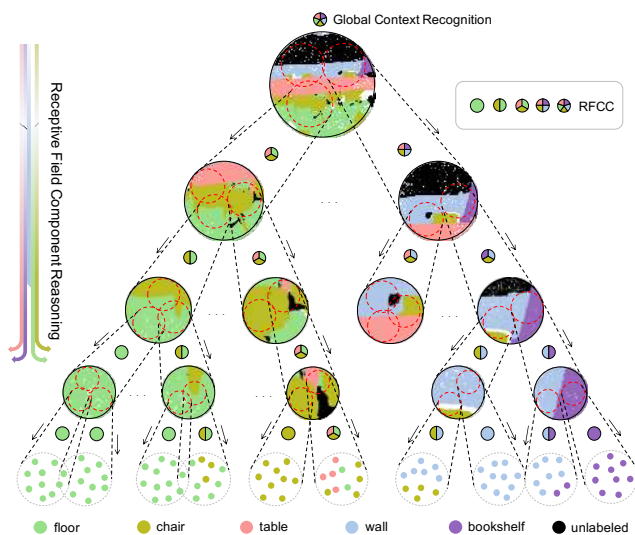 Global Context Recognition
RFCC
Receptive Field Component Reasoning
floor
chair
table
wall
bookshelf
unlabeled